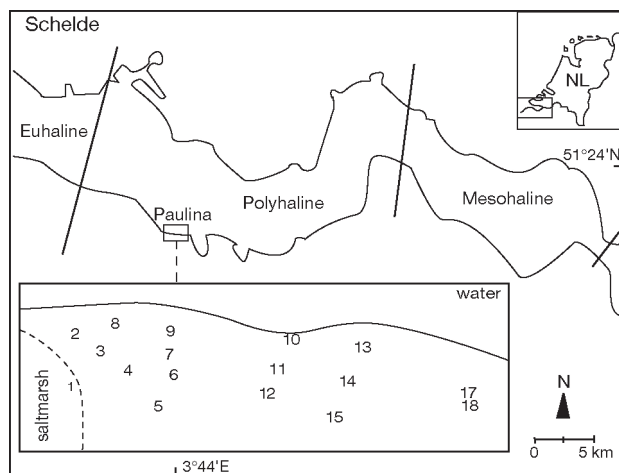 Schelde
NL
Euhaline
51°24'N
Paulina
Polyhaline
Mesohaline
water
saltmarsh
1
2
3
4
5
6
7
8
9
10
11
12
13
14
15
17
18
N
0 5 km
3°44'E